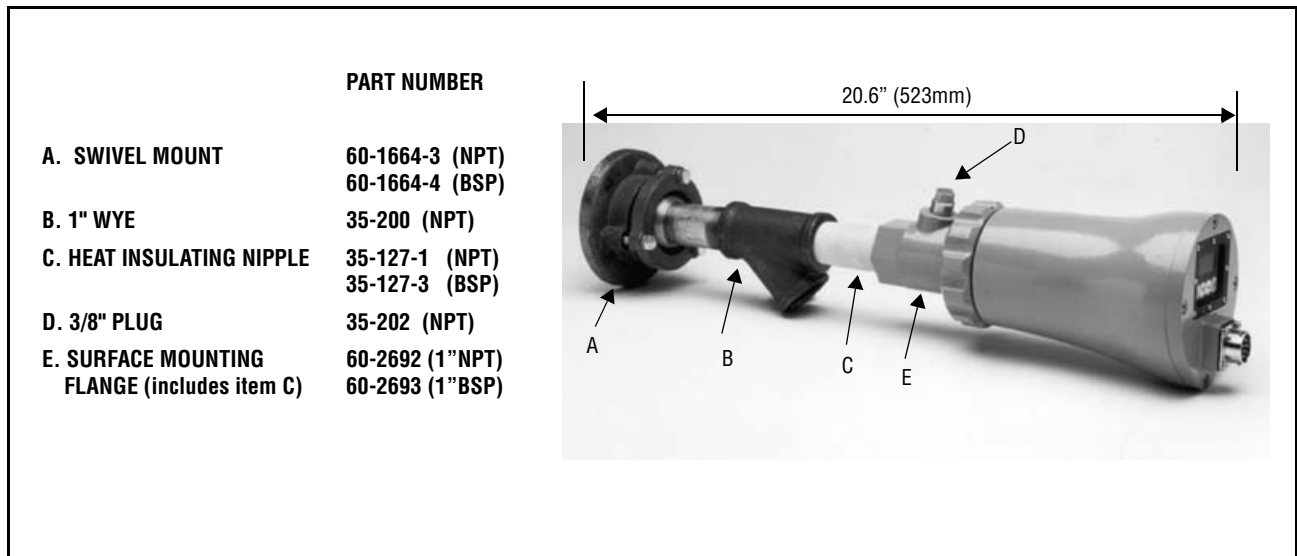 PART NUMBER
A. SWIVEL MOUNT 60-1664-3 (NPT)
60-1664-4 (BSP)
B. 1" WYE 35-200 (NPT)
C. HEAT INSULATING NIPPLE 35-127-1 (NPT)
35-127-3 (BSP)
D. 3/8" PLUG 35-202 (NPT)
E. SURFACE MOUNTING 60-2692 (1”NPT)
FLANGE (includes item C) 60-2693 (1”BSP)
20.6” (523mm)
D
A
B
C
E